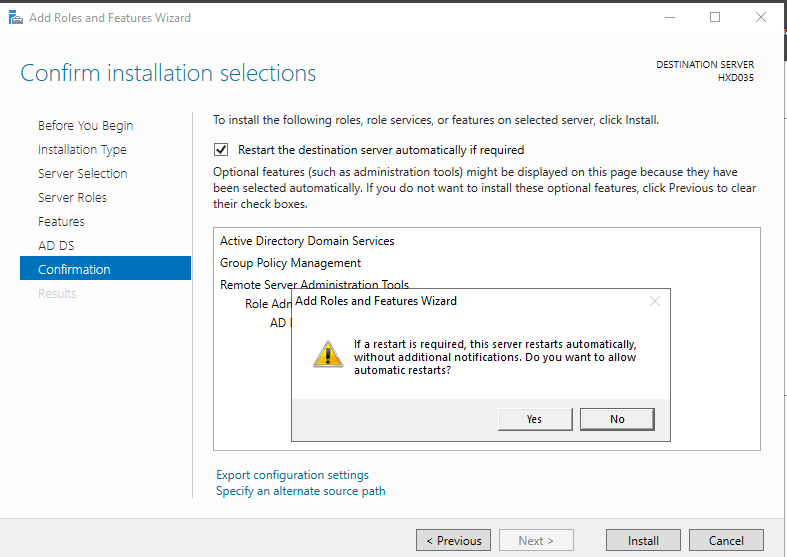 Add Roles and Features Wizard
Confirm installation selections
DESTINATION SERVER
HXD035
Before You Begin
Installation Type
Server Selection
Server Roles
Features
AD DS
Confirmation
Results
To install the following roles, role services, or features on selected server, click Install.
Restart the destination server automatically if required
Optional features (such as administration tools) might be displayed on this page because they have
been selected automatically. If you do not want to install these optional features, click Previous to clear
their check boxes.
Active Directory Domain Services
Group Policy Management
Remote Server Administration Tools
Role Adm
AD
Add Roles and Features Wizard
If a restart is required, this server restarts automatically,
without additional notifications. Do you want to allow
automatic restarts?
Yes
No
Export configuration settings
Specify an alternate source path
< Previous
Next >
Install
Cancel